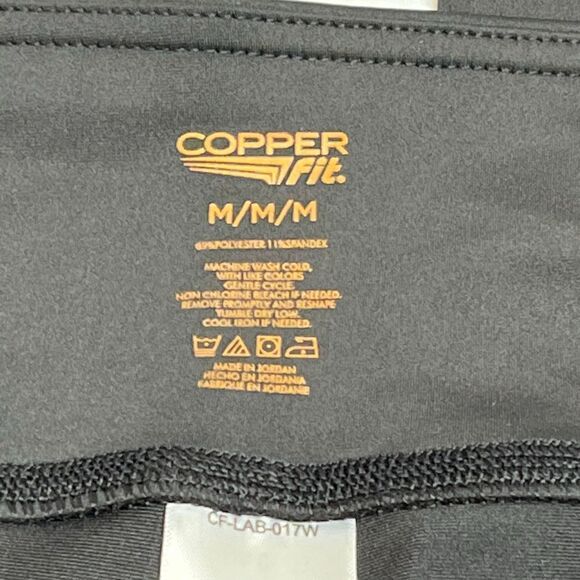 COPPER
fit.
M/M/M
89%POLYESTER 11%SPANDEX
MACHINE WASH COLD,
WITH LIKE COLORS
GENTLE CYCLE.
NON CHLORINE BLEACH IF NEEDED.
REMOVE PROMPTLY AND RESHAPE
TUMBLE DRY LOW.
COOL IRON IF NEEDED.
MADE IN JORDAN
HECHO EN JORDANIA
FABRIQUÉ EN JORDANIE
CF-LAB-017W